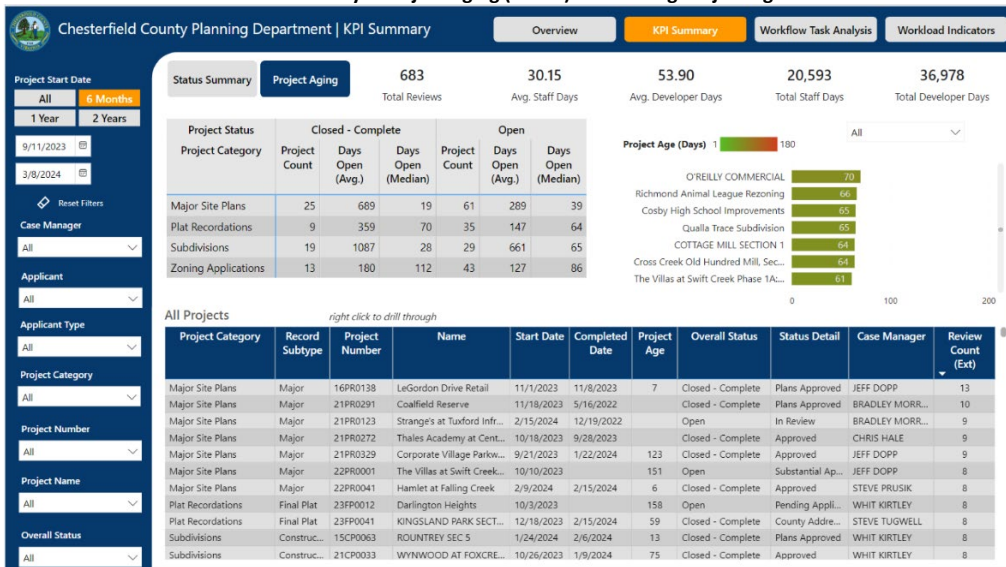 Chesterfield County Planning Department | KPI Summary
Overview
KPI Summary
Workflow Task Analysis
Workload Indicators
Project Start Date
All
6 Months
1 Year
2 Years
9/11/2023
3/8/2024
Reset Filters
Case Manager
All
Applicant
All
Applicant Type
All
Project Category
All
Project Number
All
Project Name
All
Overall Status
All
Status Summary
Project Aging
683
Total Reviews
30.15
Avg. Staff Days
53.90
Avg. Developer Days
20,593
Total Staff Days
36,978
Total Developer Days
Project Status Closed - Complete Open
Project Category Project Count Days Open (Avg.) Days Open (Median) Project Count Days Open (Avg.) Days Open (Median)
Major Site Plans 25 689 19 61 289 39
Plat Recordations 9 359 70 35 147 64
Subdivisions 19 1087 28 29 661 65
Zoning Applications 13 180 112 43 127 86
All
Project Age (Days) 1 180
O'REILLY COMMERCIAL 70
Richmond Animal League Rezoning 66
Cosby High School Improvements 65
Qualla Trace Subdivision 65
COTTAGE MILL SECTION 1 64
Cross Creek Old Hundred Mill, Sec... 64
The Villas at Swift Creek Phase 1A:... 61
0 100 200
All Projects
right click to drill through
Project Category Record Subtype Project Number Name Start Date Completed Date Project Age Overall Status Status Detail Case Manager Review Count (Ext)
Major Site Plans Major 16PR0138 LeGordon Drive Retail 11/1/2023 11/8/2023 7 Closed - Complete Plans Approved JEFF DOPP 13
Major Site Plans Major 21PR0291 Coalfield Reserve 11/18/2023 5/16/2022 Closed - Complete Plans Approved BRADLEY MORR... 10
Major Site Plans Major 21PR0123 Strange's at Tuxford Infr... 2/15/2024 12/19/2022 Open In Review BRADLEY MORR... 9
Major Site Plans Major 21PR0272 Thales Academy at Cent... 10/18/2023 9/28/2023 Closed - Complete Approved CHRIS HALE 9
Major Site Plans Major 21PR0329 Corporate Village Parkw... 9/21/2023 1/22/2024 123 Closed - Complete Approved JEFF DOPP 9
Major Site Plans Major 22PR0001 The Villas at Swift Creek... 10/10/2023 151 Open Substantial Ap... JEFF DOPP 8
Major Site Plans Major 22PR0041 Hamlet at Falling Creek 2/9/2024 2/15/2024 6 Closed - Complete Approved STEVE PRUSIK 8
Plat Recordations Final Plat 23FP0012 Darlington Heights 10/3/2023 158 Open Pending Appli... WHIT KIRTLEY 8
Plat Recordations Final Plat 23FP0041 KINGSLAND PARK SECT... 12/18/2023 2/15/2024 59 Closed - Complete County Addre... STEVE TUGWELL 8
Subdivisions Construc... 15CP0063 ROUNTREY SEC 5 1/24/2024 2/6/2024 13 Closed - Complete Plans Approved WHIT KIRTLEY 8
Subdivisions Construc... 21CP0033 WYNWOOD AT FOXCRE... 10/26/2023 1/9/2024 75 Closed - Complete Approved WHIT KIRTLEY 8